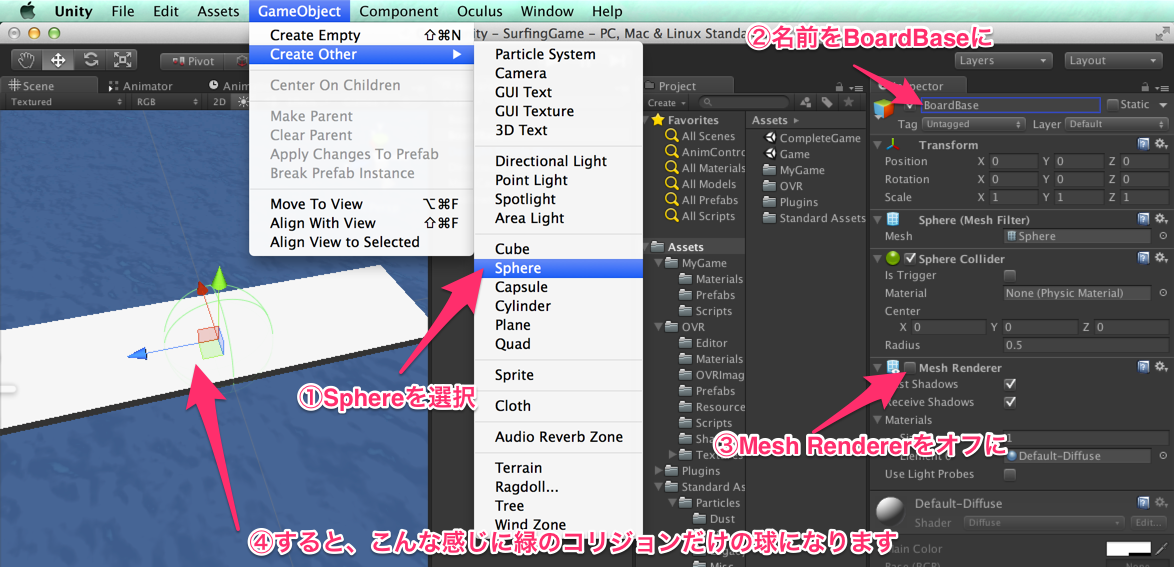 Unity File Edit Assets GameObject Component Oculus Window Help
Create Empty ⇧⌘N
Create Other ▶
Center On Children
Make Parent
Clear Parent
Apply Changes To Prefab
Break Prefab Instance
Move To View ⌥⌘F
Align With View ⇧⌘F
Align View to Selected
Particle System
Camera
GUI Text
GUI Texture
3D Text
Directional Light
Point Light
Spotlight
Area Light
Cube
Sphere
Capsule
Cylinder
Plane
Quad
Sprite
Cloth
Audio Reverb Zone
Terrain
Ragdoll...
Tree
Wind Zone
ity - SurfingGame - PC, Mac & Linux Standa
②名前をBoardBaseに
Pivot
Layers
Layout
Scene
Animator
Textured
RGB
2D
①Sphereを選択
Project
Create
Favorites
All Scenes
AnimContro
All Materials
All Models
All Prefabs
All Scripts
Assets
MyGame
Materials
Prefabs
Scripts
OVR
Editor
Materials
OVRImag
Prefabs
Resource
Scripts
Sha
Textu
Plugins
Standard As
Particles
Dust
Misc
Assets ▸
CompleteGame
Game
MyGame
OVR
Plugins
Standard Assets
Inspector
BoardBase
Static
Tag Untagged Layer Default
Transform
Position X 0 Y 0 Z 0
Rotation X 0 Y 0 Z 0
Scale X 1 Y 1 Z 1
Sphere (Mesh Filter)
Mesh Sphere
Sphere Collider
Is Trigger
Material None (Physic Material)
Center
X 0 Y 0 Z 0
Radius 0.5
Mesh Renderer
st Shadows
Receive Shadows
Materials
③Mesh Rendererをオフに
1
Element 0 Default-Diffuse
Use Light Probes
Default-Diffuse
Shader Diffuse Edit...
④すると、こんな感じに緑のコリジョンだけの球になります
Main Color